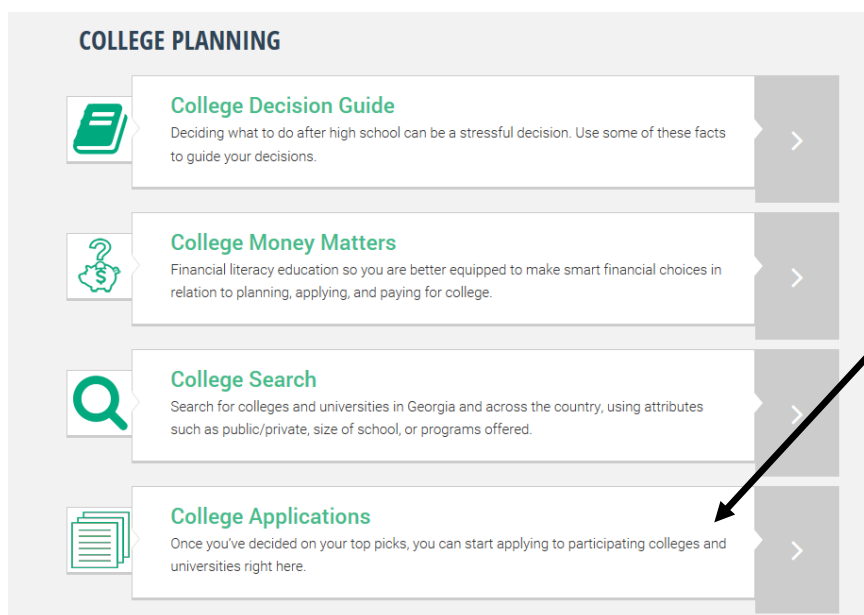 COLLEGE PLANNING
College Decision Guide
Deciding what to do after high school can be a stressful decision. Use some of these facts
to guide your decisions.
College Money Matters
Financial literacy education so you are better equipped to make smart financial choices in
relation to planning, applying, and paying for college.
College Search
Search for colleges and universities in Georgia and across the country, using attributes
such as public/private, size of school, or programs offered.
College Applications
Once you've decided on your top picks, you can start applying to participating colleges and
universities right here.